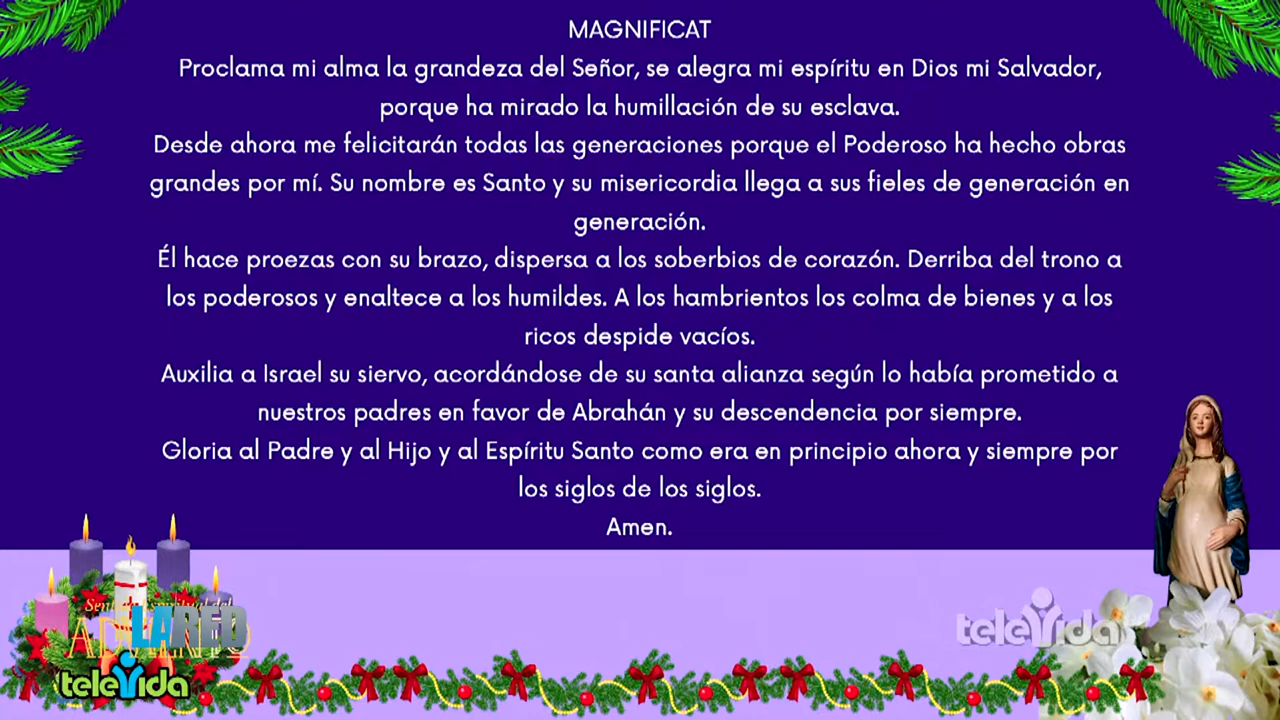 MAGNIFICAT
Proclama mi alma la grandeza del Señor, se alegra mi espíritu en Dios mi Salvador,
porque ha mirado la humillación de su esclava.
Desde ahora me felicitarán todas las generaciones porque el Poderoso ha hecho obras
grandes por mí. Su nombre es Santo y su misericordia llega a sus fieles de generación en
generación.
Él hace proezas con su brazo, dispersa a los soberbios de corazón. Derriba del trono a
los poderosos y enaltece a los humildes. A los hambrientos los colma de bienes y a los
ricos despide vacíos.
Auxilia a Israel su siervo, acordándose de su santa alianza según lo había prometido a
nuestros padres en favor de Abrahán y su descendencia por siempre.
Gloria al Padre y al Hijo y al Espíritu Santo como era en principio ahora y siempre por
los siglos de los siglos.
Amen.
LARED
teleVida
teleVida